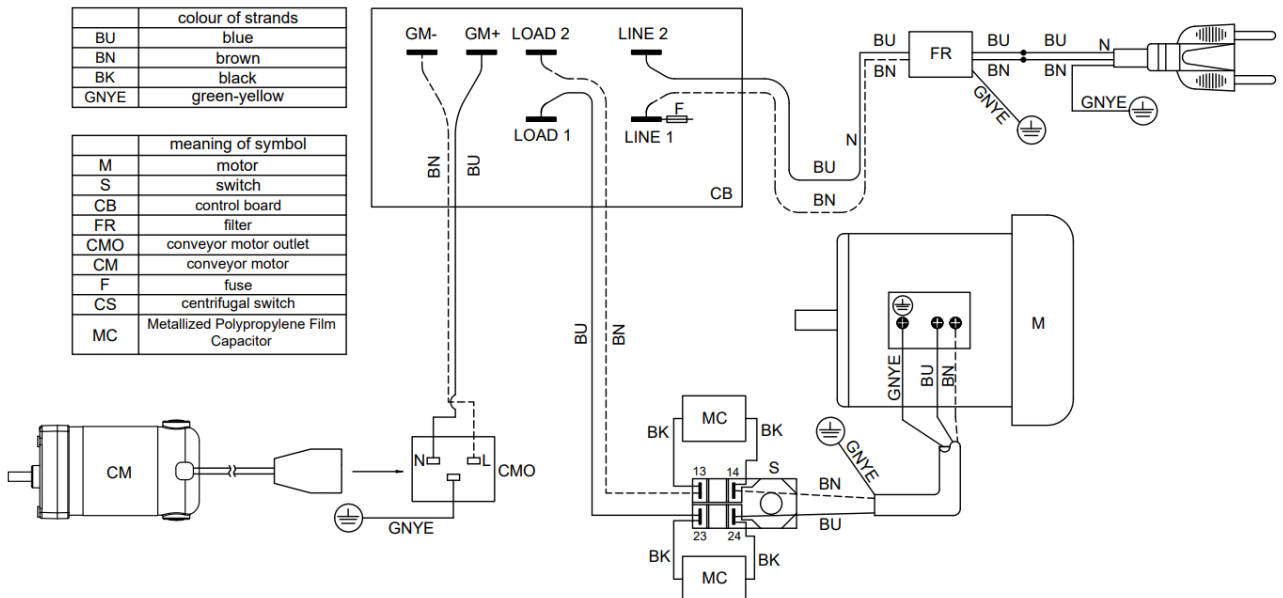 colour of strands
BU blue
BN brown
BK black
GNYE green-yellow
meaning of symbol
M motor
S switch
CB control board
FR filter
CMO conveyor motor outlet
CM conveyor motor
F fuse
CS centrifugal switch
MC Metallized Polypropylene Film
Capacitor
GM- GM+ LOAD 2 LINE 2
LOAD 1 LINE 1 F
BN BU
CB
BU BN
N
BU
BN
FR
BU BU N
BN BN
GNYE
GNYE
M
GNYE BU BN
BU BN
CM
N L CMO
GNYE
MC
BK BK
13 14 S
23 24
BN
BU
GNYE
BK BK
MC